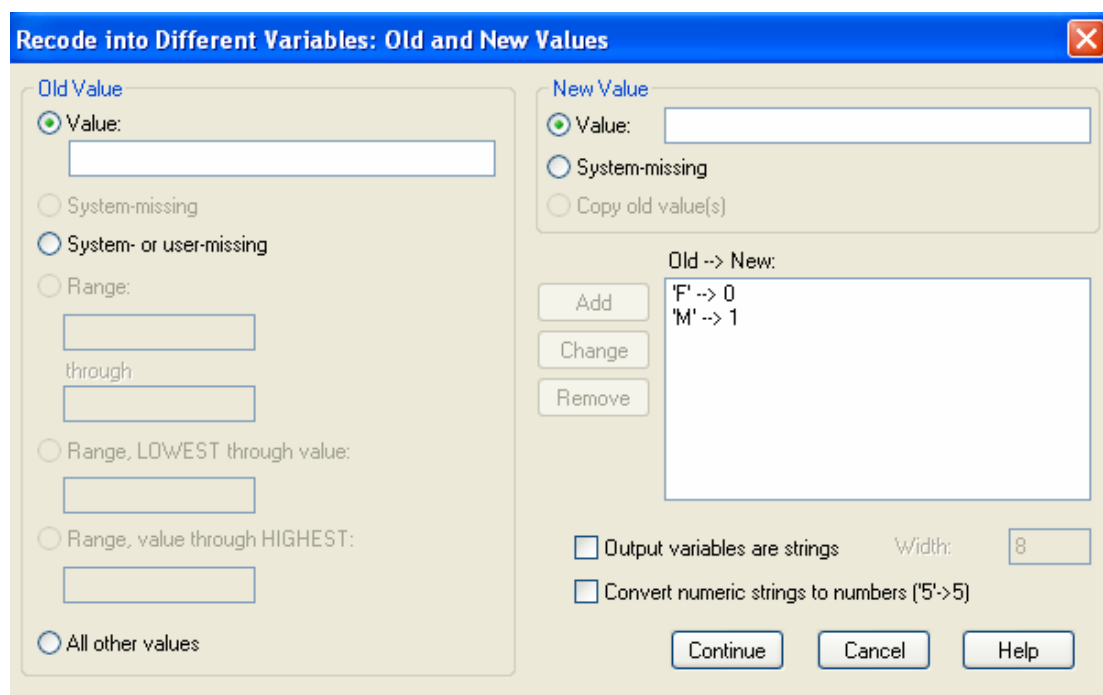 Recode into Different Variables: Old and New Values
Old Value
Value:
System-missing
System- or user-missing
Range:
through
Range, LOWEST through value:
Range, value through HIGHEST:
All other values
New Value
Value:
System-missing
Copy old value(s)
Old --> New:
Add
Change
Remove
'F' --> 0
'M' --> 1
Output variables are strings Width: 8
Convert numeric strings to numbers ('5'->5)
Continue Cancel Help